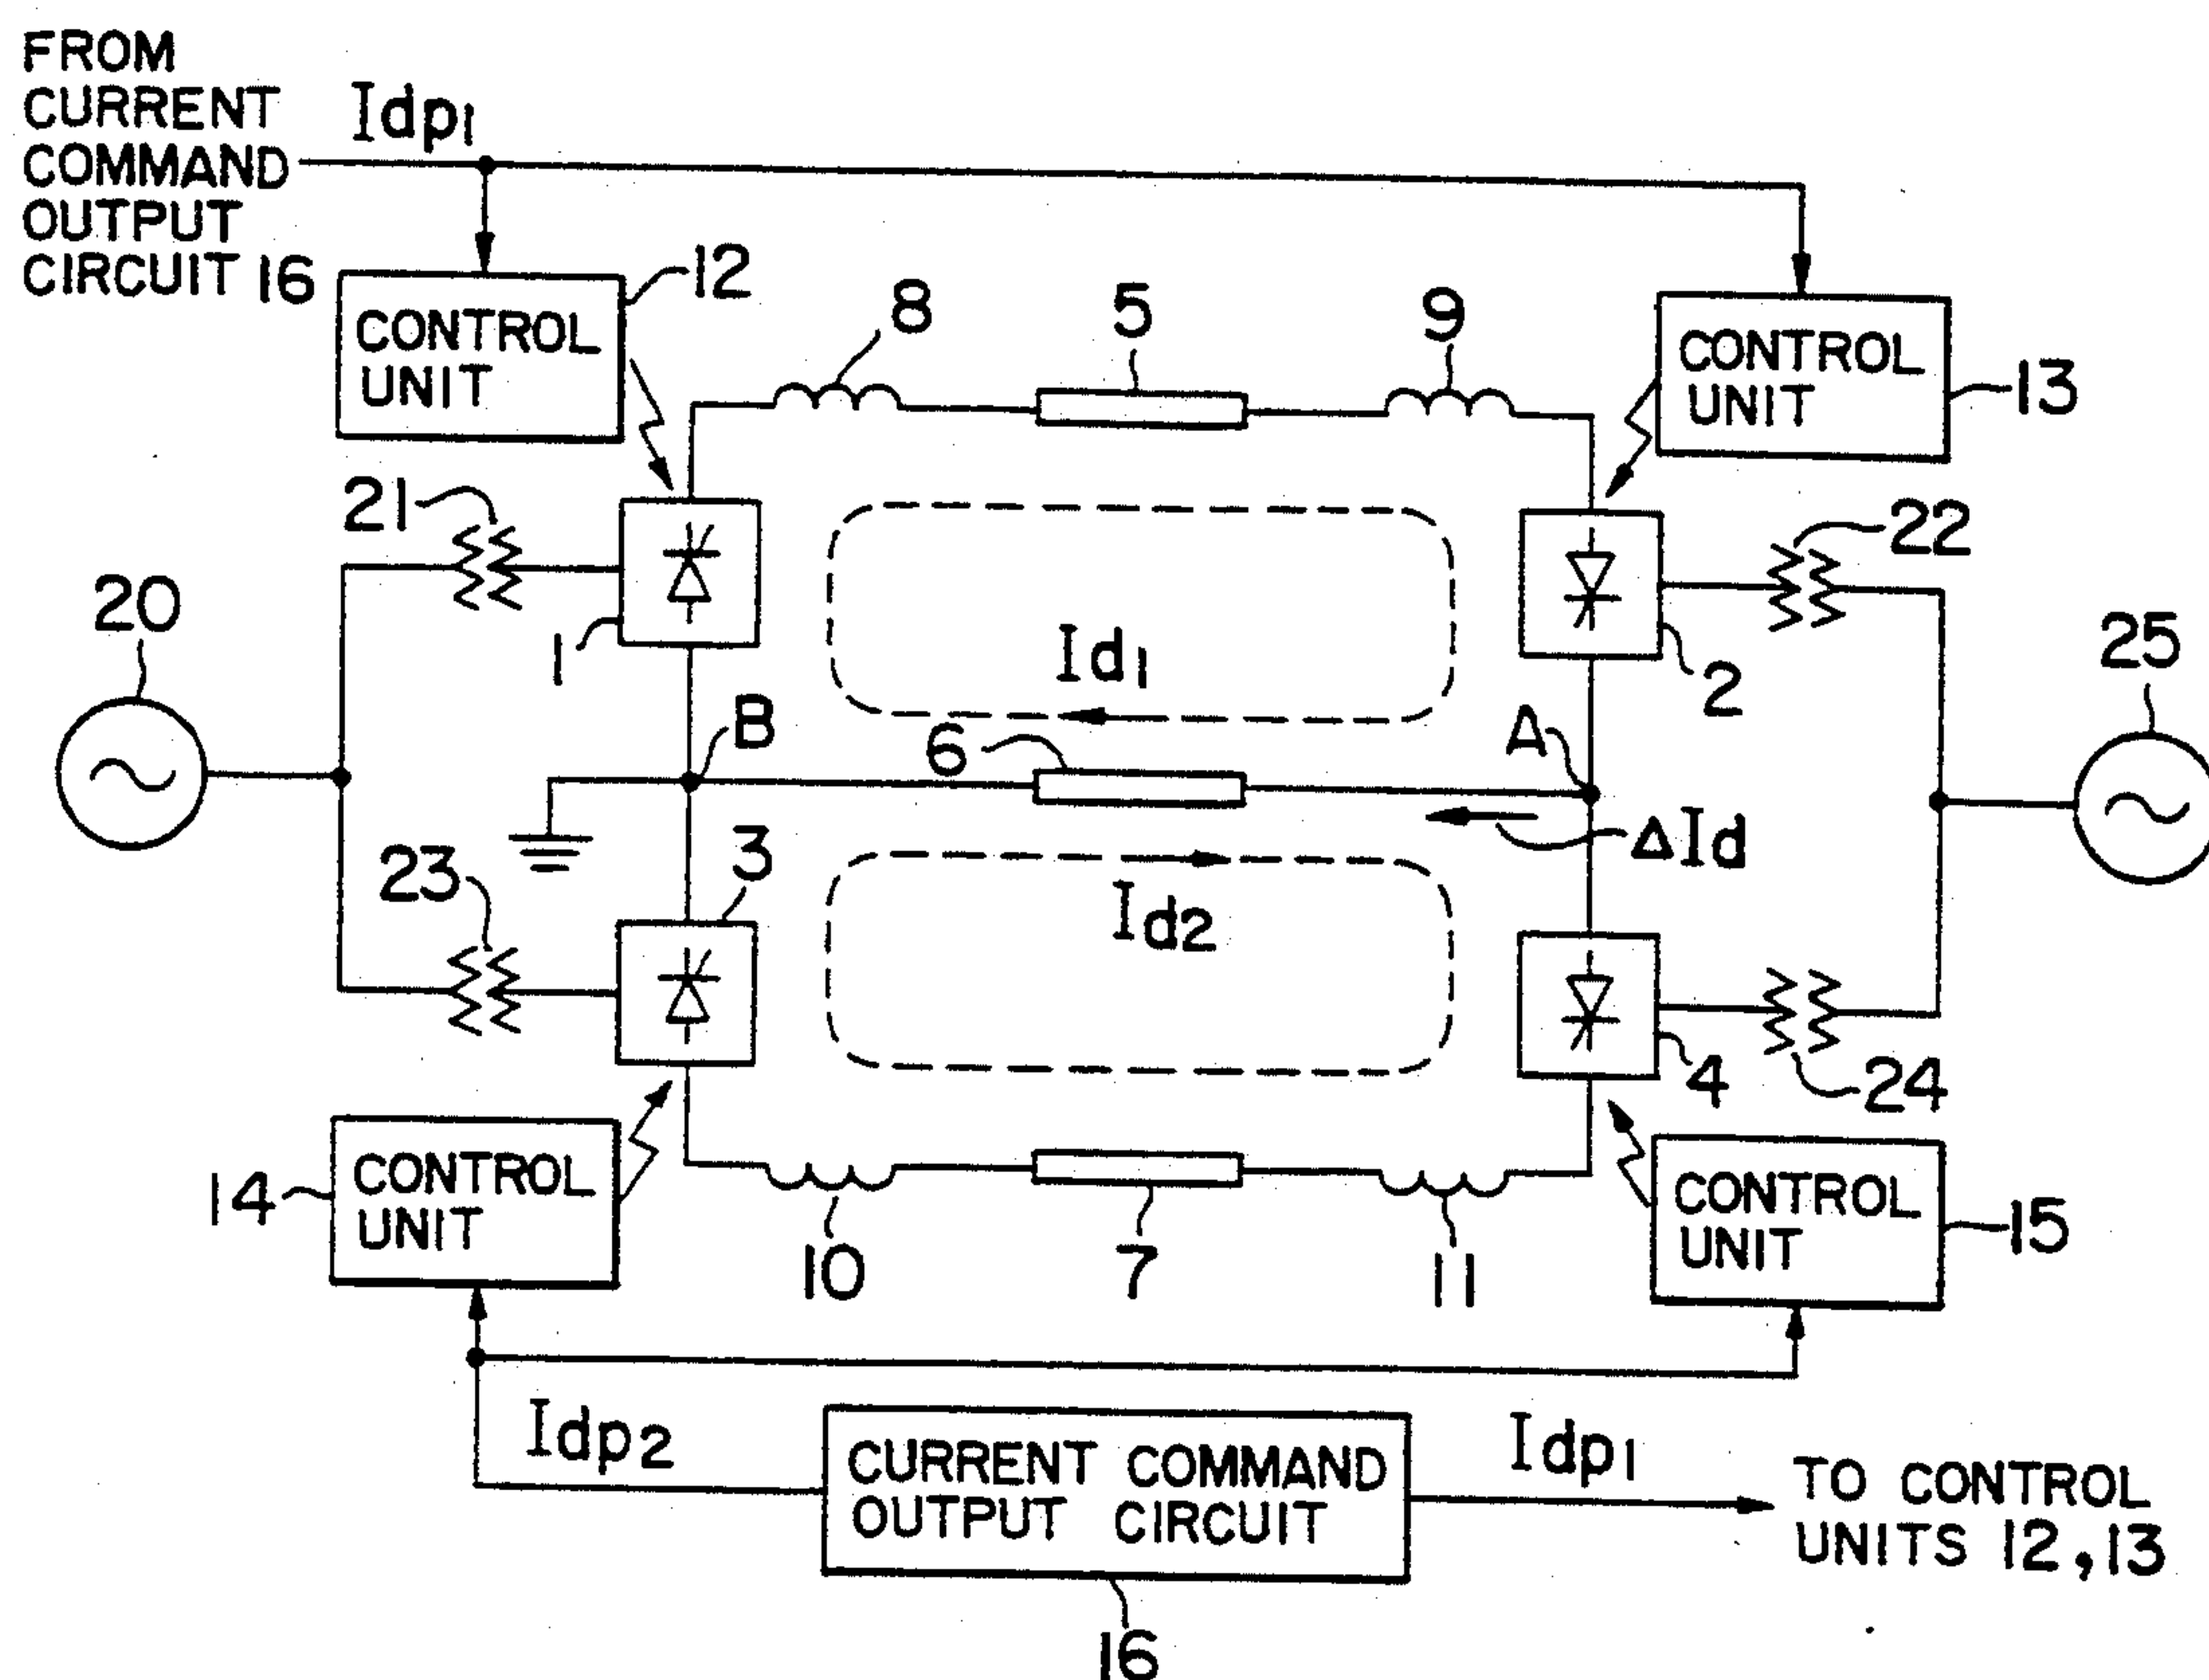 FROM
CURRENT
COMMAND
OUTPUT
CIRCUIT 16
Idp1
CONTROL
UNIT
12
8
5
9
CONTROL
UNIT
13
21
22
20
1
Id1
2
25
B
6
A
ΔId
23
3
Id2
4
24
14
CONTROL
UNIT
10
7
11
CONTROL
UNIT
15
Idp2
CURRENT COMMAND
OUTPUT CIRCUIT
Idp1
TO CONTROL
UNITS 12,13
16